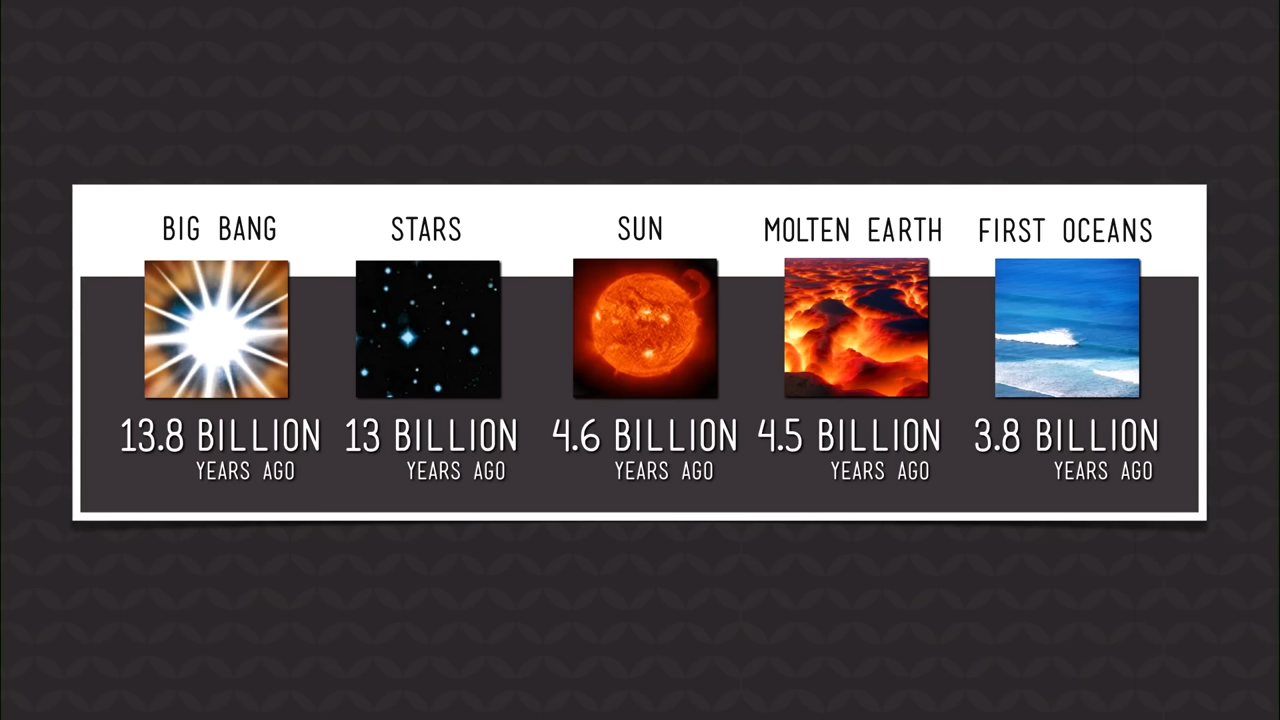 BIG BANG
STARS
SUN
MOLTEN EARTH
FIRST OCEANS
13.8 BILLION
YEARS AGO
13 BILLION
YEARS AGO
4.6 BILLION
YEARS AGO
4.5 BILLION
YEARS AGO
3.8 BILLION
YEARS AGO